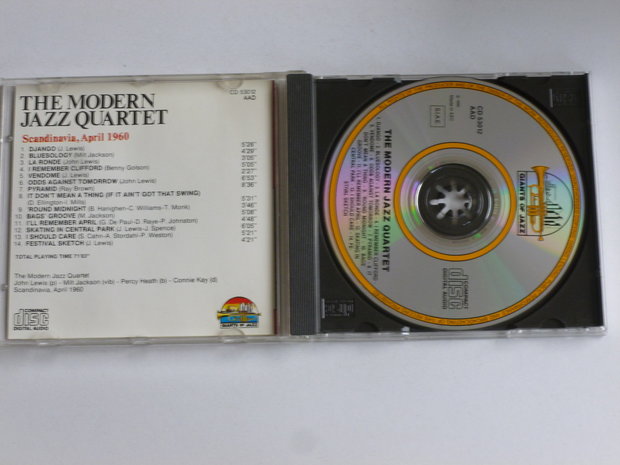 CD 53012
AAD
THE MODERN
JAZZ QUARTET
Scandinavia, April 1960
1. DJANGO (J. Lewis) 5'26"
2. BLUESOLOGY (Milt Jackson) 4'29"
3. LA RONDE (John Lewis) 3'05"
4. I REMEMBER CLIFFORD (Benny Golson) 5'05"
5. VENDOME (J. Lewis) 2'27"
6. ODDS AGAINST TOMORROW (John Lewis) 6'53"
7. PYRAMID (Ray Brown) 8'36"
8. IT DON'T MEAN A THING (IF IT AIN'T GOT THAT SWING)
(D. Ellington-I. Mills) 5'31"
9. 'ROUND MIDNIGHT (B. Hanighen-C. Williams-T. Monk) 3'46"
10. BAGS' GROOVE (M. Jackson) 5'08"
11. I'LL REMEMBER APRIL (G. De Paul-D. Raye-P. Johnston) 4'48"
12. SKATING IN CENTRAL PARK (J. Lewis-J. Spence) 6'05"
13. I SHOULD CARE (S. Cahn-A. Stordahl-P. Weston) 5'21"
14. FESTIVAL SKETCH (J. Lewis) 4'21"
TOTAL PLAYING TIME 71'07"
The Modern Jazz Quartet
John Lewis (p) - Milt Jackson (vib) - Percy Heath (b) - Connie Kay (d)
Scandinavia, April 1960
COMPACT
disc
DIGITAL AUDIO
GIANTS OF JAZZ
CD 53012
AAD
THE MODERN JAZZ QUARTET
GIANTS OF JAZZ
COMPACT
disc
DIGITAL AUDIO